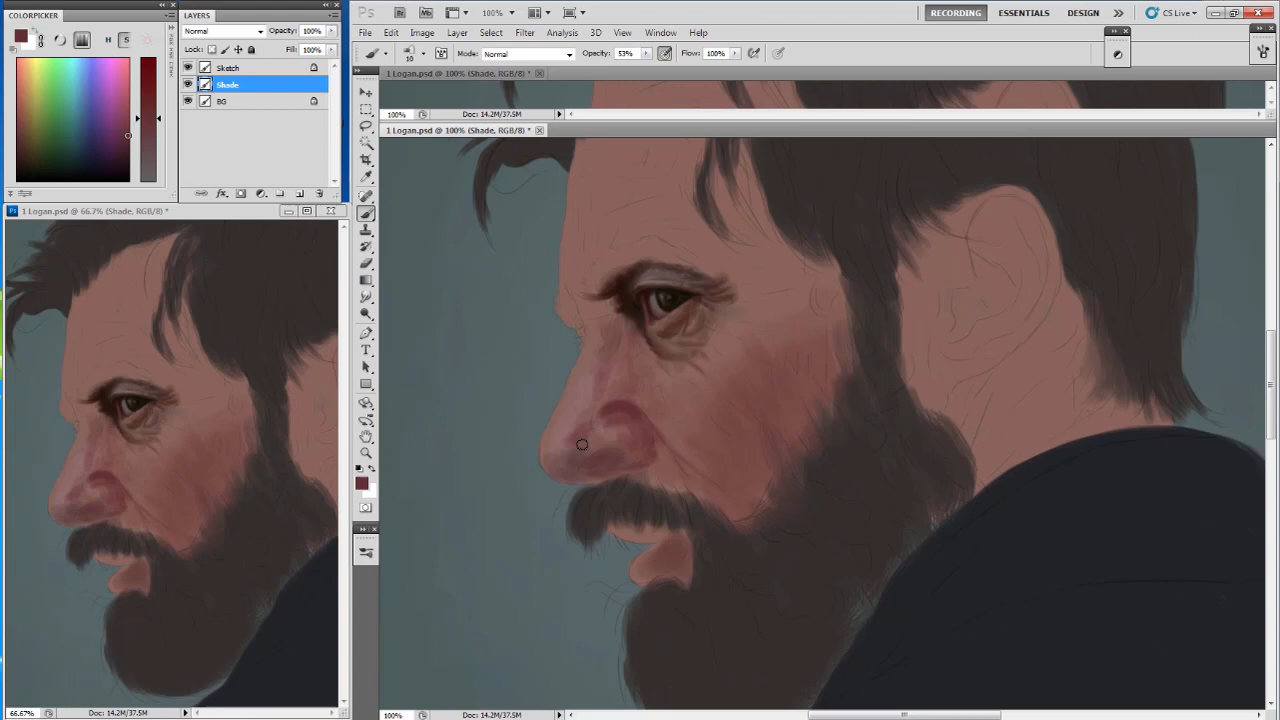 COLORPICKER
LAYERS
Normal
Opacity: 100%
Lock:
Fill: 100%
Sketch
Shade
BG
1 Logan.psd @ 66.7% (Shade, RGB/8) *
66.67%
Doc: 14.2M/37.5M
Ps
Br
Mb
100%
RECORDING
ESSENTIALS
DESIGN
CS Live
File
Edit
Image
Layer
Select
Filter
Analysis
3D
View
Window
Help
10
Mode: Normal
Opacity: 53%
Flow: 100%
1 Logan.psd @ 100% (Shade, RGB/8) *
100%
Doc: 14.2M/37.5M
1 Logan.psd @ 100% (Shade, RGB/8) *
100%
Doc: 14.2M/37.5M